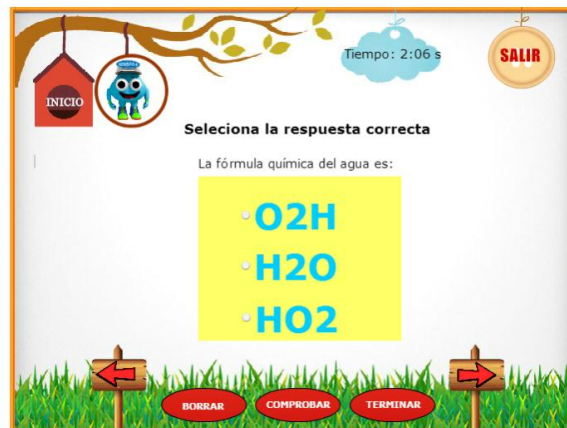 Tiempo: 2:06 s
SALIR
INICIO
Seleciona la respuesta correcta
La fórmula química del agua es:
O2H
H2O
HO2
BORRAR
COMPROBAR
TERMINAR